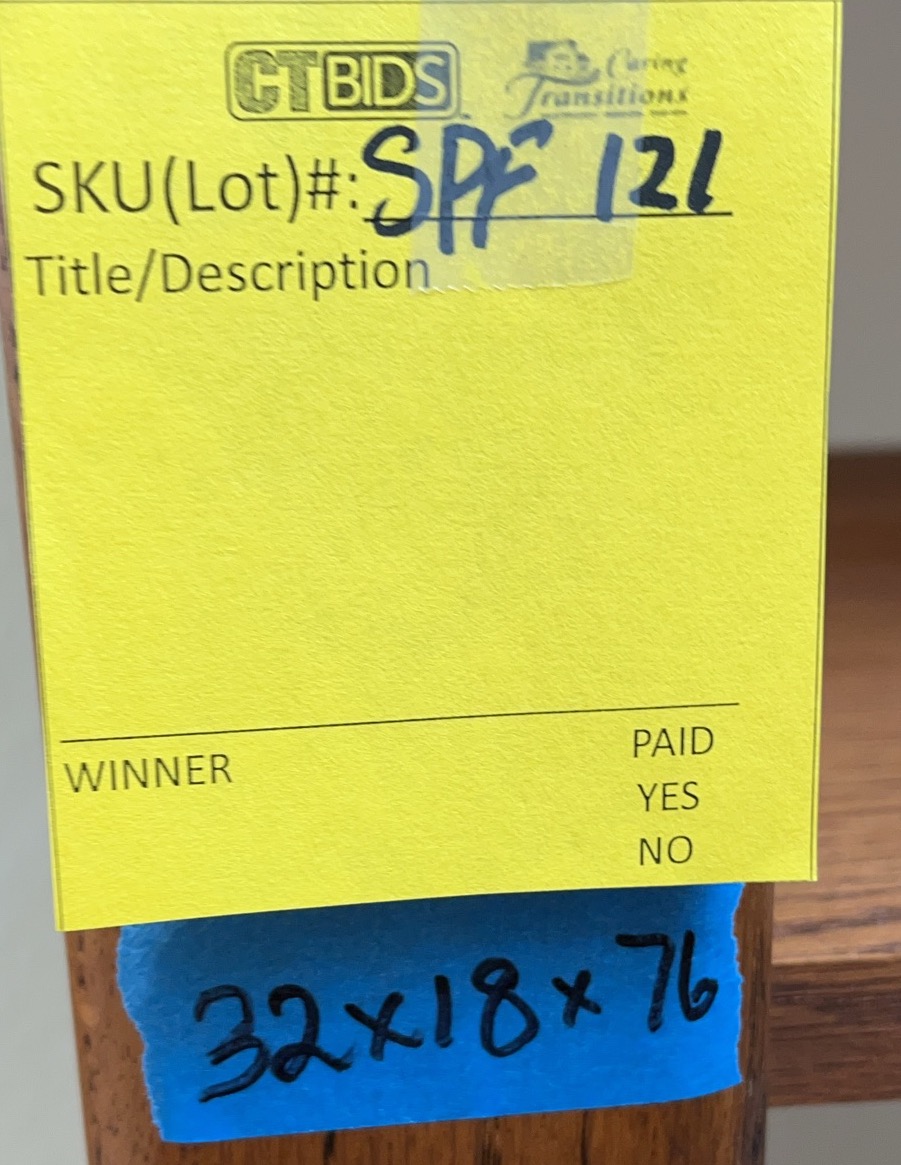 CTBIDS Caring Transitions
SKU(Lot)#: SPF 121
Title/Description
WINNER PAID
YES
NO
32x18x76